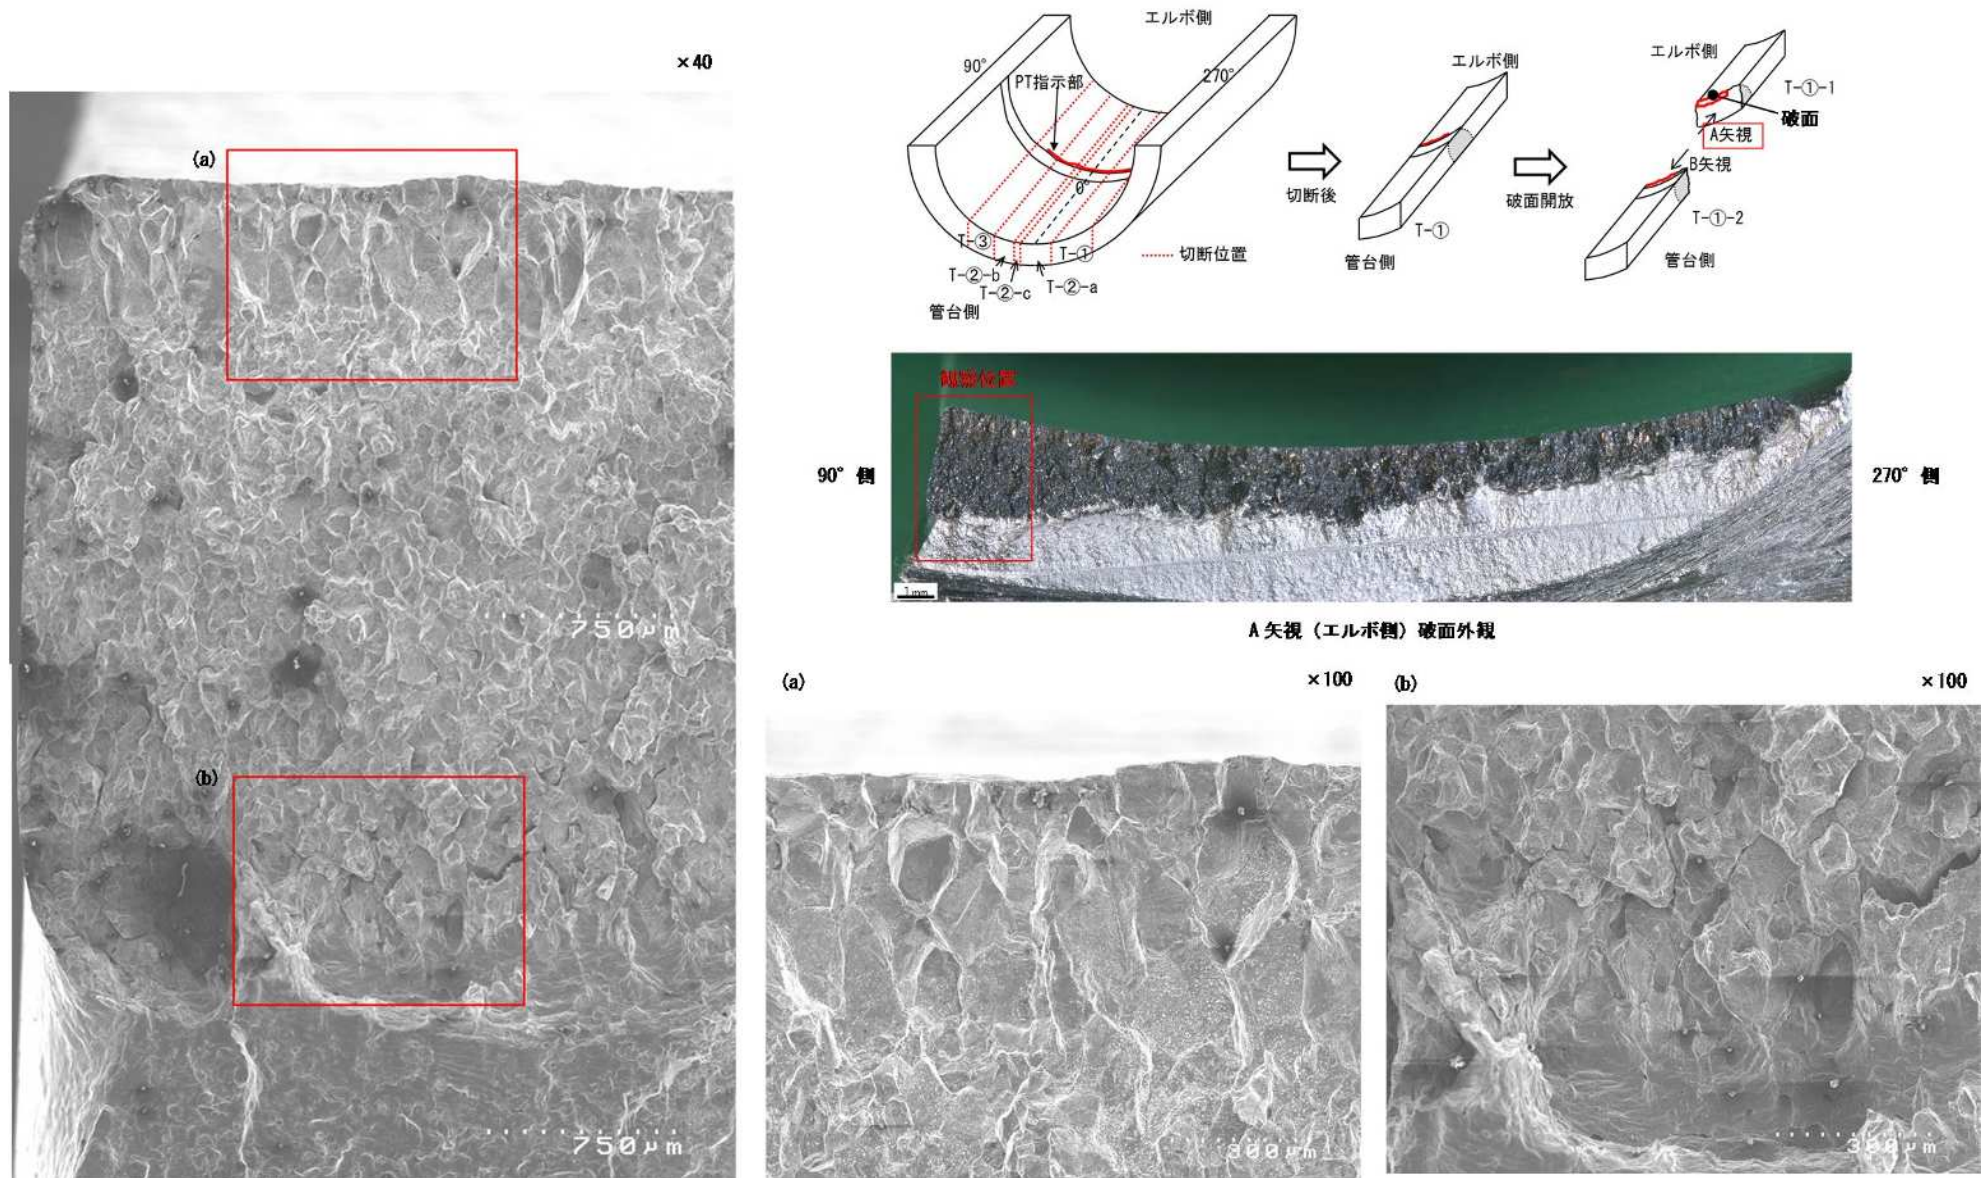 ×40
(a)
750μm
(b)
750μm
エルボ側
90°
270°
PT指示部
0°
T-③
T-②-b
T-②-c
T-②-a
T-①
管台側
切断位置
切断後
エルボ側
T-①
管台側
破面開放
エルボ側
T-①-1
破面
A矢視
B矢視
T-①-2
管台側
観察位置
90° 側
270° 側
1mm
A 矢視（エルボ側）破面外観
(a)
×100
300μm
(b)
×100
300μm